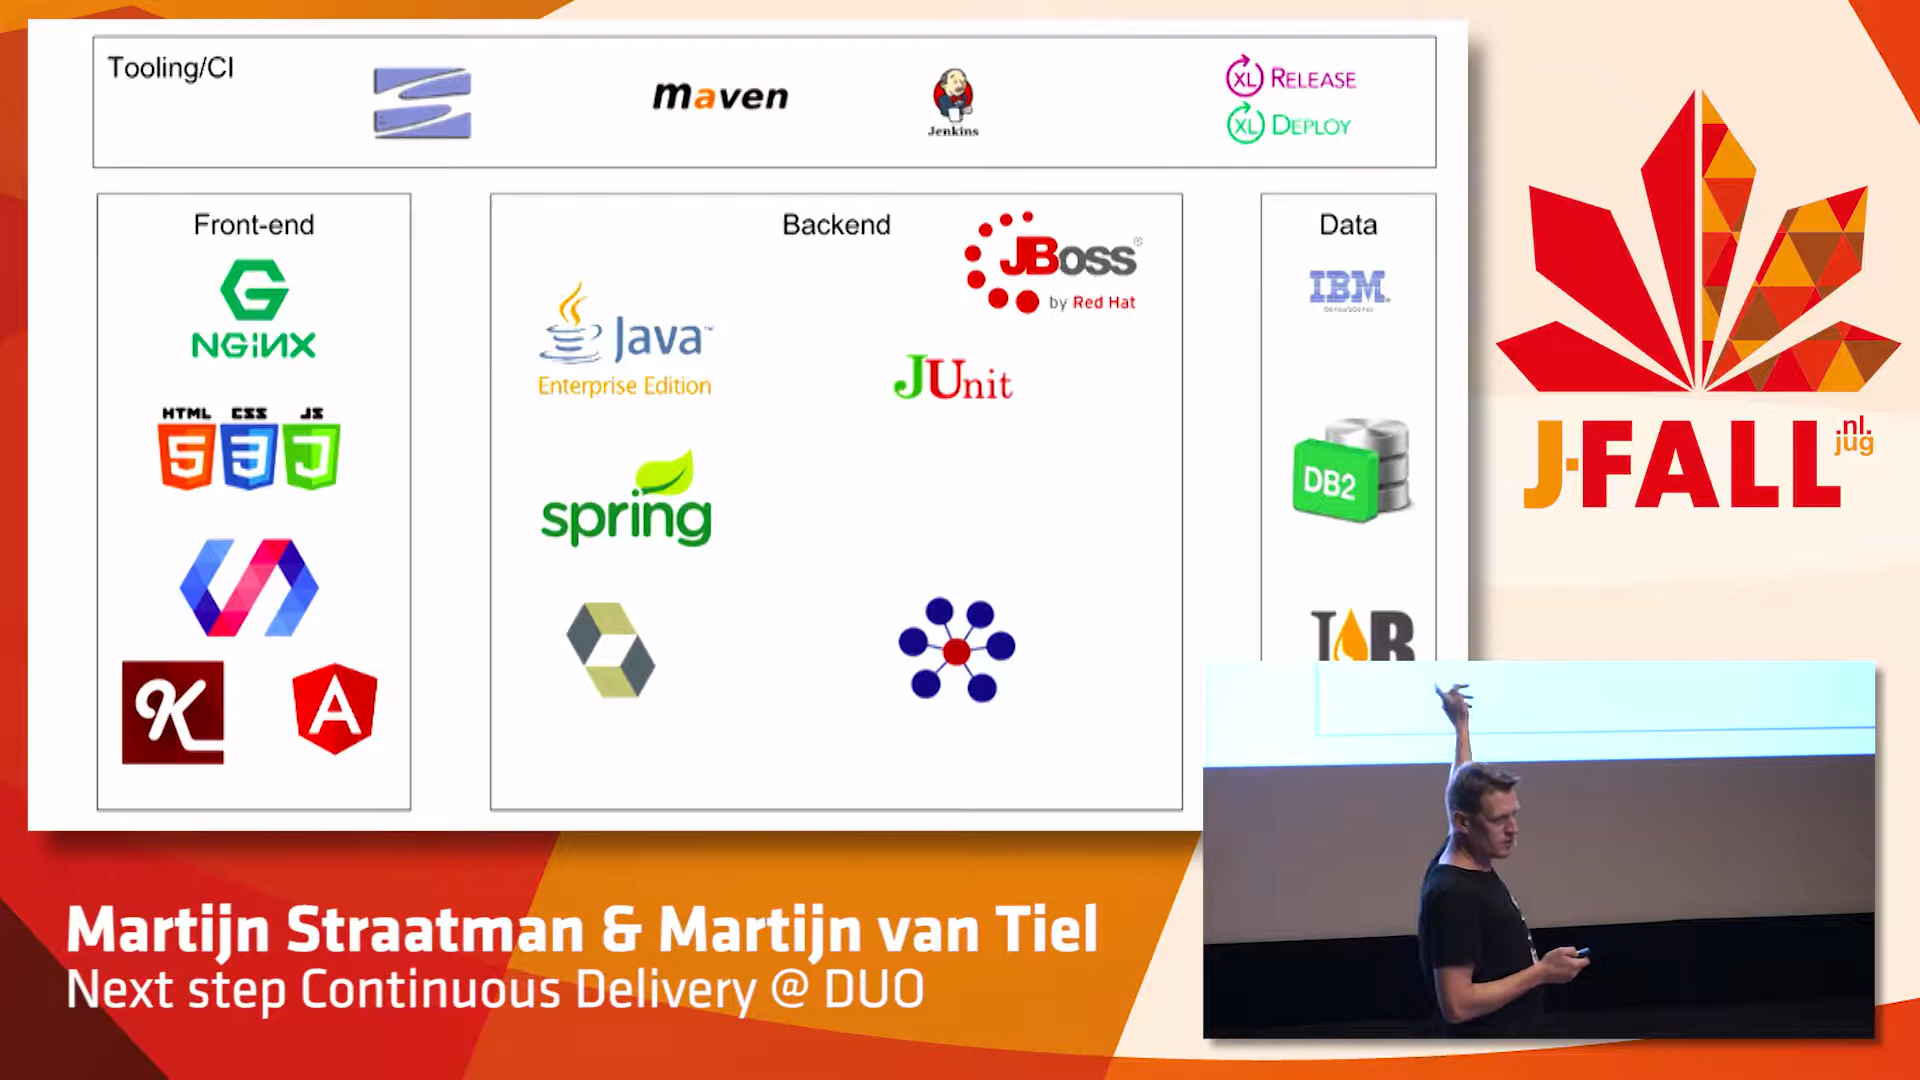 Tooling/CI
maven
Jenkins
XL RELEASE
XL DEPLOY
Front-end
NGiNX
HTML CSS JS
5 3 J
K
A
Backend
JBoss®
by Red Hat
Java™
Enterprise Edition
JUnit
spring
Data
IBM®
DB2
J-FALL
.nl.
jug
Martijn Straatman & Martijn van Tiel
Next step Continuous Delivery @ DUO